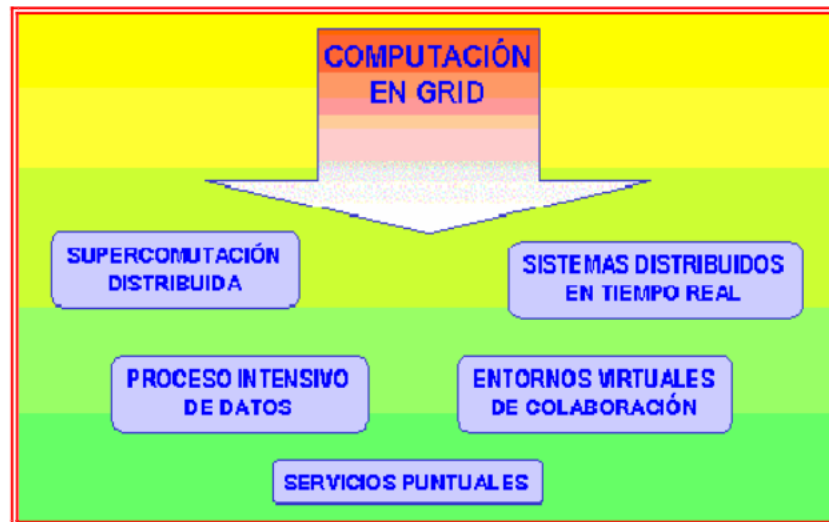 COMPUTACIÓN
EN GRID
SUPERCOMUTACIÓN
DISTRIBUIDA
SISTEMAS DISTRIBUIDOS
EN TIEMPO REAL
PROCESO INTENSIVO
DE DATOS
ENTORNOS VIRTUALES
DE COLABORACIÓN
SERVICIOS PUNTUALES